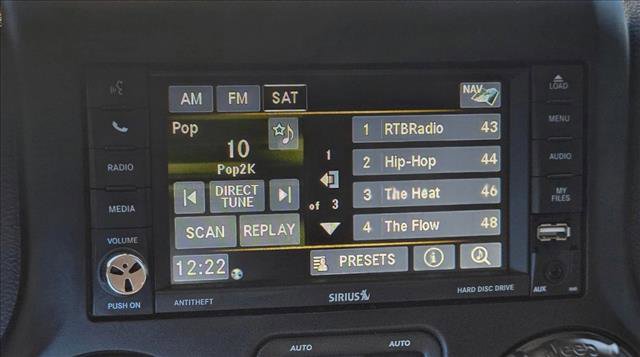 AM FM SAT NAV
Pop
10
Pop2K
DIRECT
TUNE
SCAN REPLAY
12:22
1
of 3
1 RTBRadio 43
2 Hip-Hop 44
3 The Heat 46
4 The Flow 48
PRESETS
RADIO
MEDIA
VOLUME
PUSH ON
LOAD
MENU
AUDIO
MY
FILES
AUX
ANTITHEFT
SIRIUS
HARD DISC DRIVE
AUTO
AUTO
Jeep